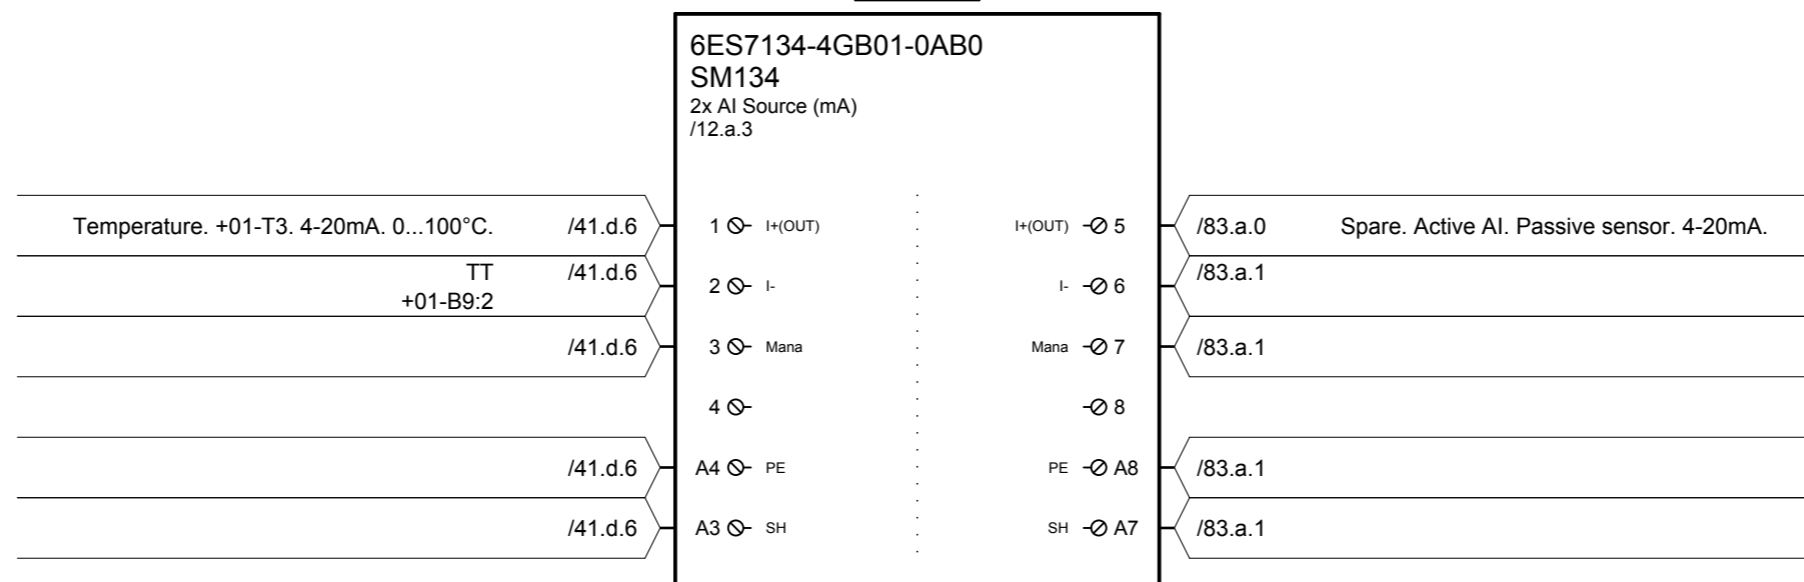 6ES7134-4GB01-0AB0
SM134
2x AI Source (mA)
/12.a.3
Temperature. +01-T3. 4-20mA. 0...100°C. /41.d.6 1 I+(OUT) I+(OUT) 5 /83.a.0 Spare. Active AI. Passive sensor. 4-20mA.
TT /41.d.6 2 I- I- 6 /83.a.1
+01-B9:2
/41.d.6 3 Mana Mana 7 /83.a.1
4 8
/41.d.6 A4 PE PE A8 /83.a.1
/41.d.6 A3 SH SH A7 /83.a.1